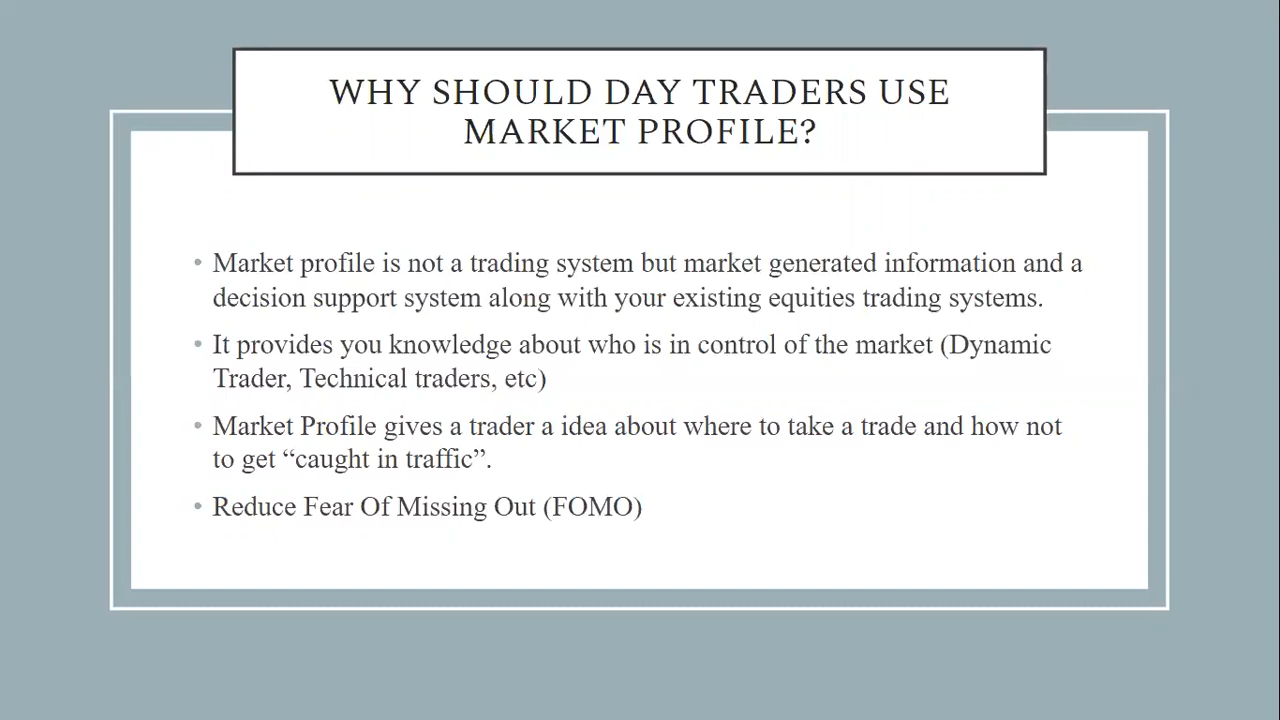 WHY SHOULD DAY TRADERS USE
MARKET PROFILE?
• Market profile is not a trading system but market generated information and a
decision support system along with your existing equities trading systems.
• It provides you knowledge about who is in control of the market (Dynamic
Trader, Technical traders, etc)
• Market Profile gives a trader a idea about where to take a trade and how not
to get “caught in traffic”.
• Reduce Fear Of Missing Out (FOMO)